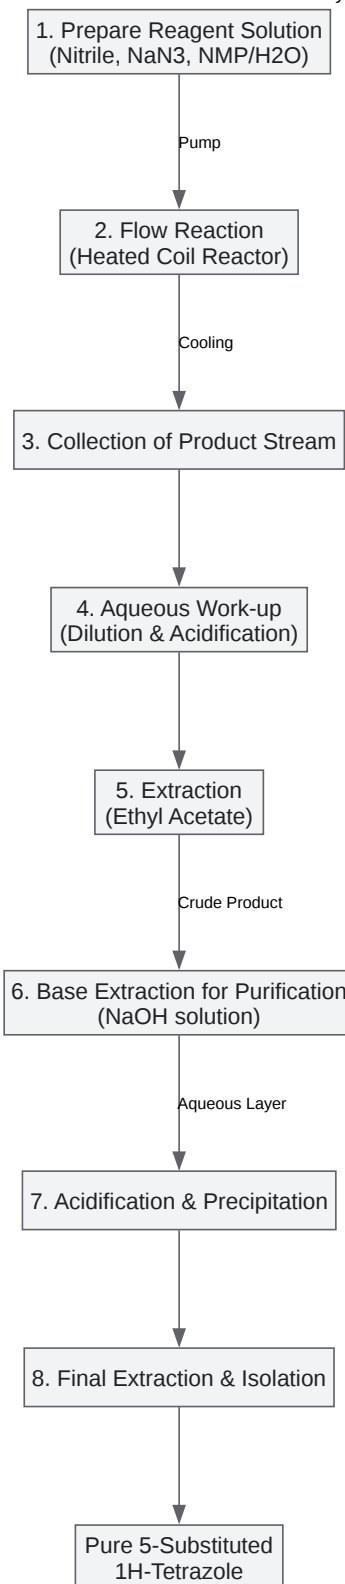 1. Prepare Reagent Solution
(Nitrile, NaN3, NMP/H2O)
Pump
2. Flow Reaction
(Heated Coil Reactor)
Cooling
3. Collection of Product Stream
4. Aqueous Work-up
(Dilution & Acidification)
5. Extraction
(Ethyl Acetate)
Crude Product
6. Base Extraction for Purification
(NaOH solution)
Aqueous Layer
7. Acidification & Precipitation
8. Final Extraction & Isolation
Pure 5-Substituted
1H-Tetrazole